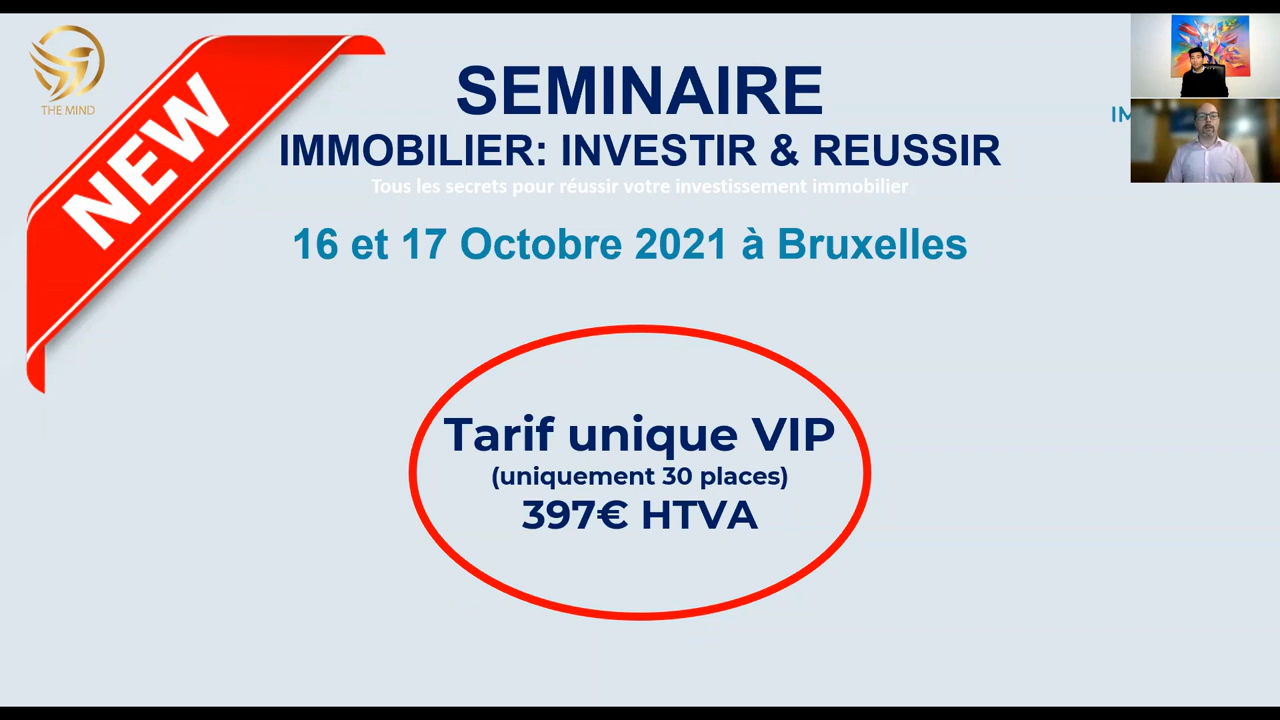 THE MIND
NEW
SEMINAIRE
IMMOBILIER: INVESTIR & REUSSIR
Tous les secrets pour réussir votre investissement immobilier
16 et 17 Octobre 2021 à Bruxelles
IM
Tarif unique VIP
(uniquement 30 places)
397€ HTVA